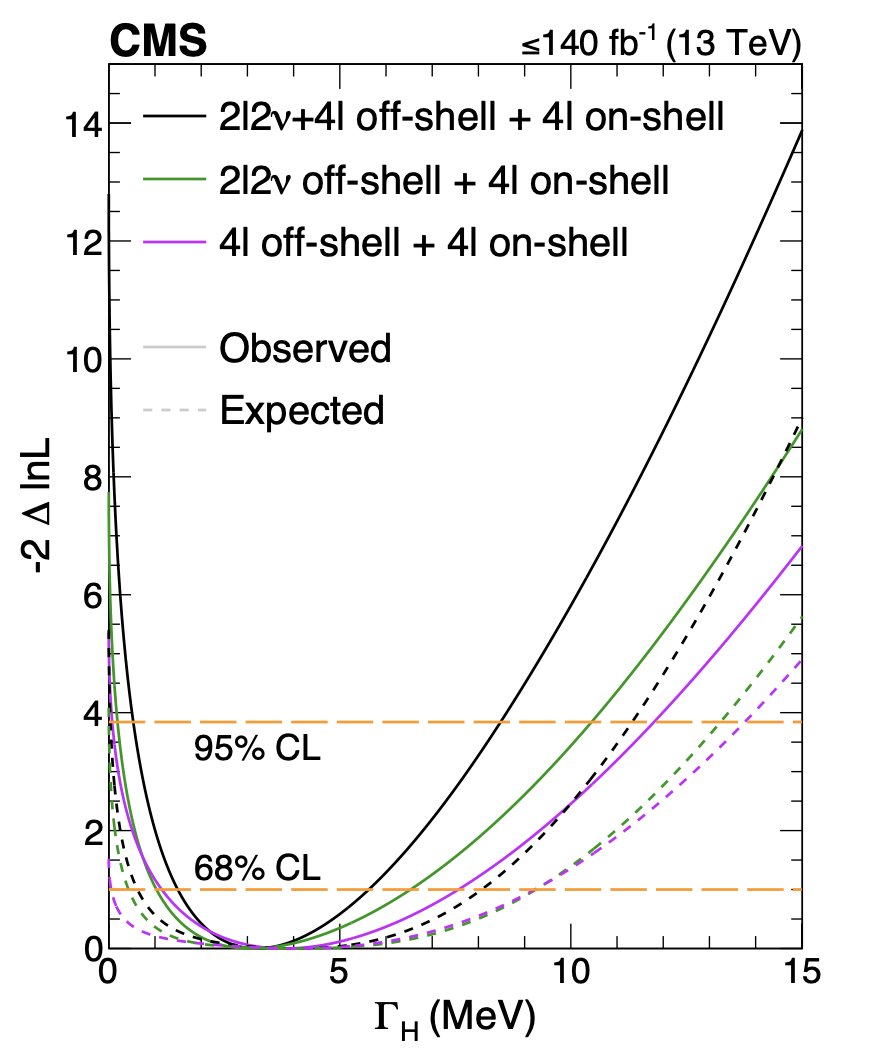 CMS ≤140 fb⁻¹ (13 TeV)
2l2ν+4l off-shell + 4l on-shell
2l2ν off-shell + 4l on-shell
4l off-shell + 4l on-shell
Observed
Expected
95% CL
68% CL
-2 Δ lnL
14
12
10
8
6
4
2
0
0 5 10 15
Γ_H (MeV)